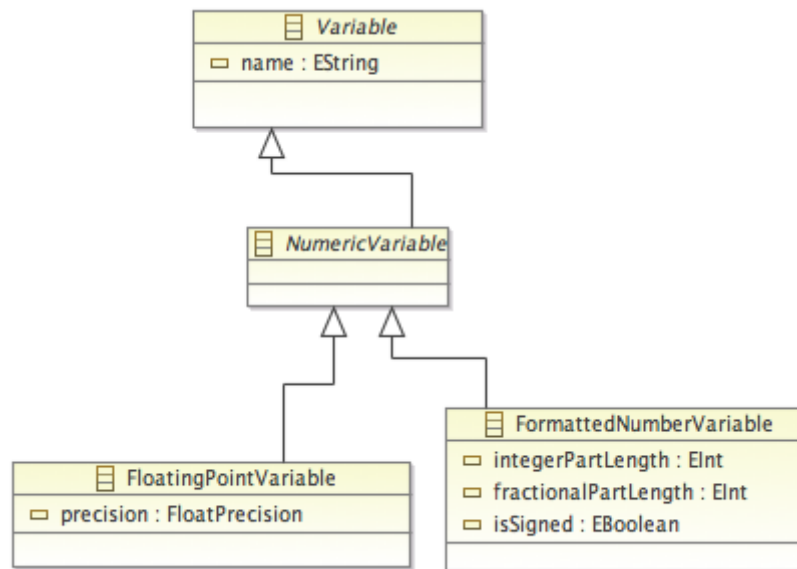 Variable
name : EString
NumericVariable
FloatingPointVariable
precision : FloatPrecision
FormattedNumberVariable
integerPartLength : EInt
fractionalPartLength : EInt
isSigned : EBoolean